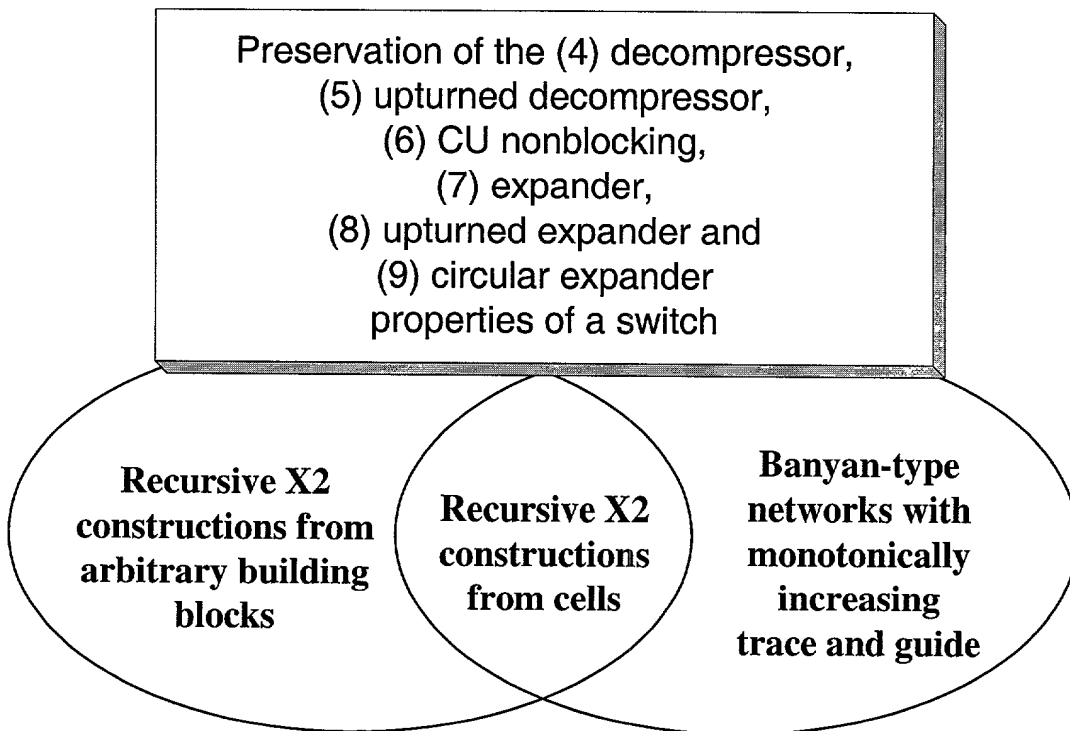 Preservation of the (4) decompressor,
(5) upturned decompressor,
(6) CU nonblocking,
(7) expander,
(8) upturned expander and
(9) circular expander
properties of a switch
Recursive X2
constructions from
arbitrary building
blocks
Recursive X2
constructions
from cells
Banyan-type
networks with
monotonically
increasing
trace and guide